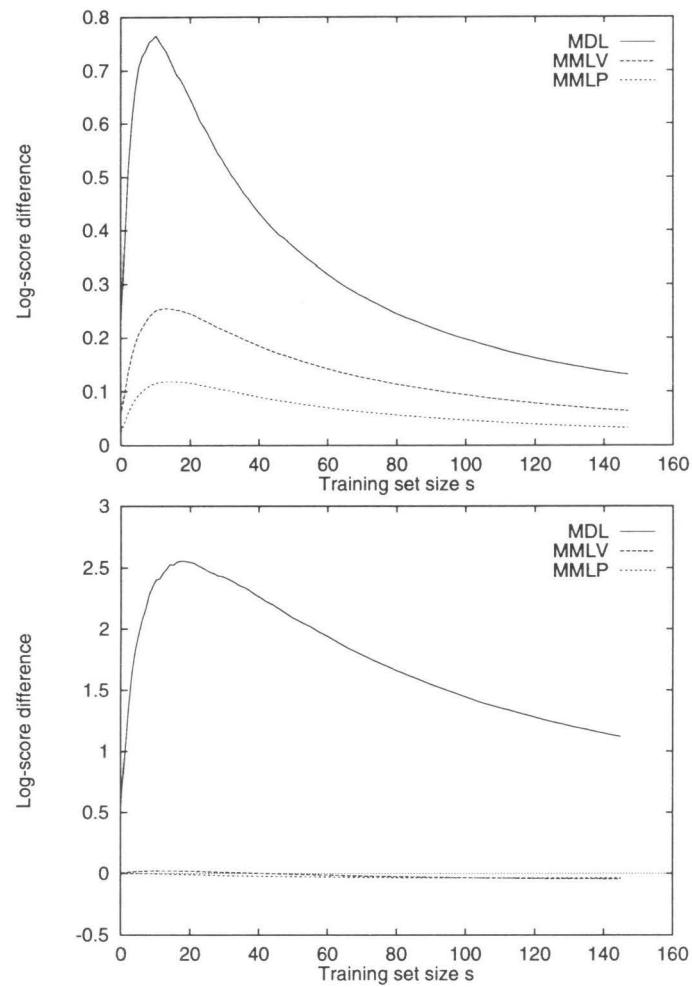 0.8
0.7
0.6
0.5
0.4
0.3
0.2
0.1
0
Log-score difference
MDL
MMLV
MMLP
0 20 40 60 80 100 120 140 160
Training set size s
3
2.5
2
1.5
1
0.5
0
-0.5
Log-score difference
MDL
MMLV
MMLP
0 20 40 60 80 100 120 140 160
Training set size s